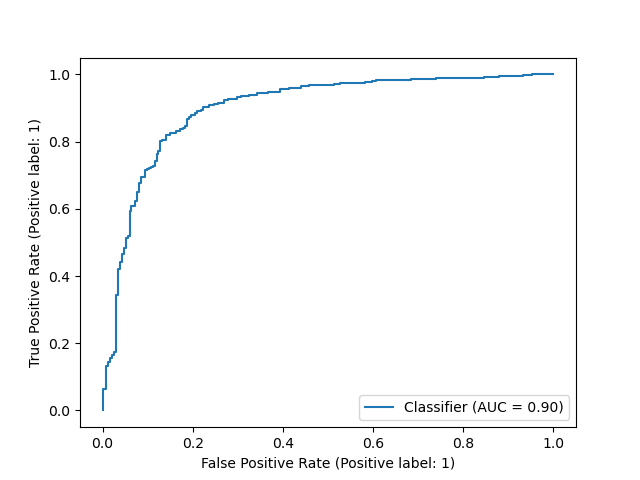 1.0
0.8
0.6
0.4
0.2
0.0
True Positive Rate (Positive label: 1)
Classifier (AUC = 0.90)
0.0 0.2 0.4 0.6 0.8 1.0
False Positive Rate (Positive label: 1)